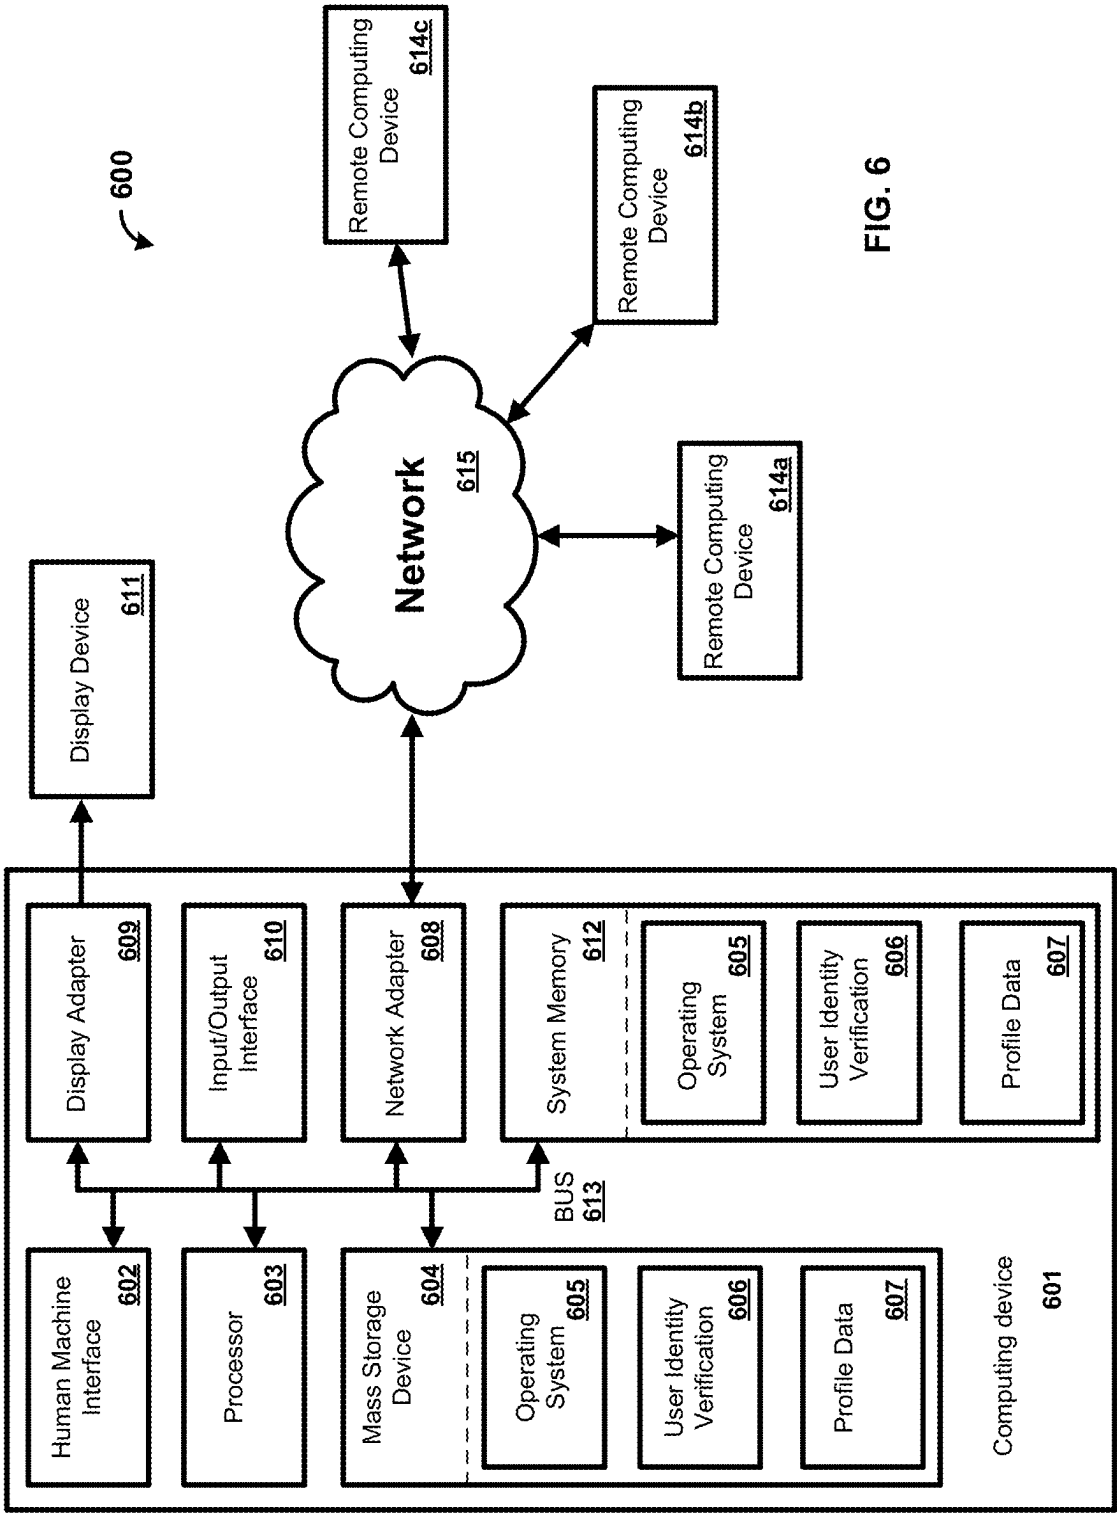 600
Human Machine
Interface
602
Processor
603
Mass Storage
Device
604
Operating
System
605
User Identity
Verification
606
Profile Data
607
Computing device
601
BUS
613
Display Adapter
609
Input/Output
Interface
610
Network Adapter
608
System Memory
612
Operating
System
605
User Identity
Verification
606
Profile Data
607
Display Device
611
Network
615
Remote Computing
Device
614a
Remote Computing
Device
614b
Remote Computing
Device
614c
FIG. 6